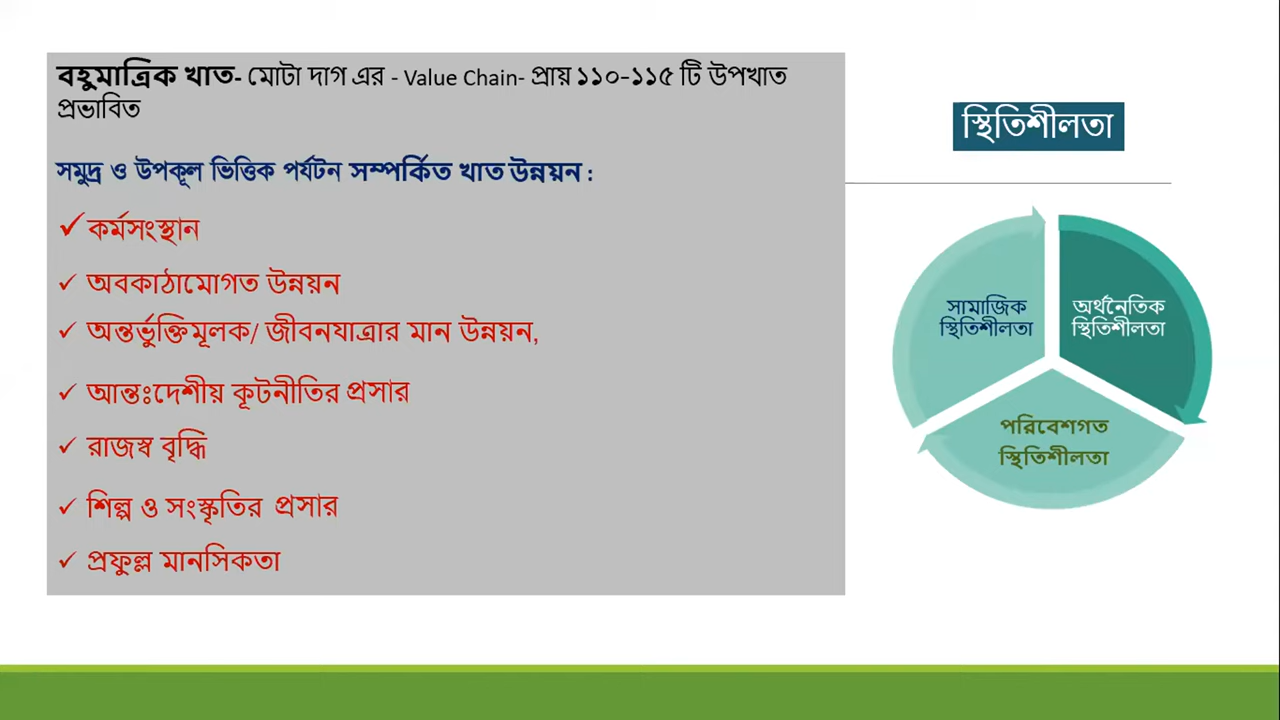 বহুমাত্রিক খাত- মোটা দাগ এর - Value Chain- প্রায় ১১০-১১৫ টি উপখাত
প্রভাবিত
সমুদ্র ও উপকূল ভিত্তিক পর্যটন সম্পর্কিত খাত উন্নয়ন :
✓ কর্মসংস্থান
✓ অবকাঠামোগত উন্নয়ন
✓ অন্তর্ভুক্তিমূলক/ জীবনযাত্রার মান উন্নয়ন,
✓ আন্তঃদেশীয় কূটনীতির প্রসার
✓ রাজস্ব বৃদ্ধি
✓ শিল্প ও সংস্কৃতির প্রসার
✓ প্রফুল্ল মানসিকতা
স্থিতিশীলতা
সামাজিক
স্থিতিশীলতা
অর্থনৈতিক
স্থিতিশীলতা
পরিবেশগত
স্থিতিশীলতা